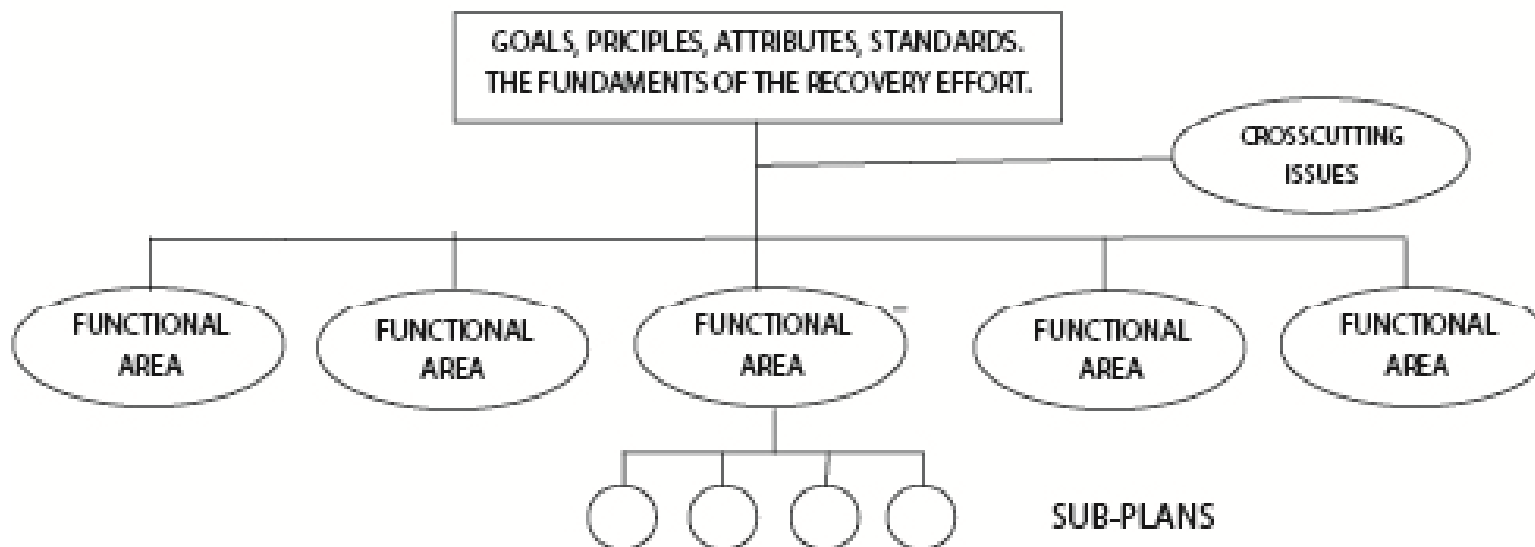 GOALS, PRICIPLES, ATTRIBUTES, STANDARDS.
THE FUNDAMENTS OF THE RECOVERY EFFORT.
CROSSCUTTING
ISSUES
FUNCTIONAL
AREA
FUNCTIONAL
AREA
FUNCTIONAL
AREA
FUNCTIONAL
AREA
FUNCTIONAL
AREA
SUB-PLANS